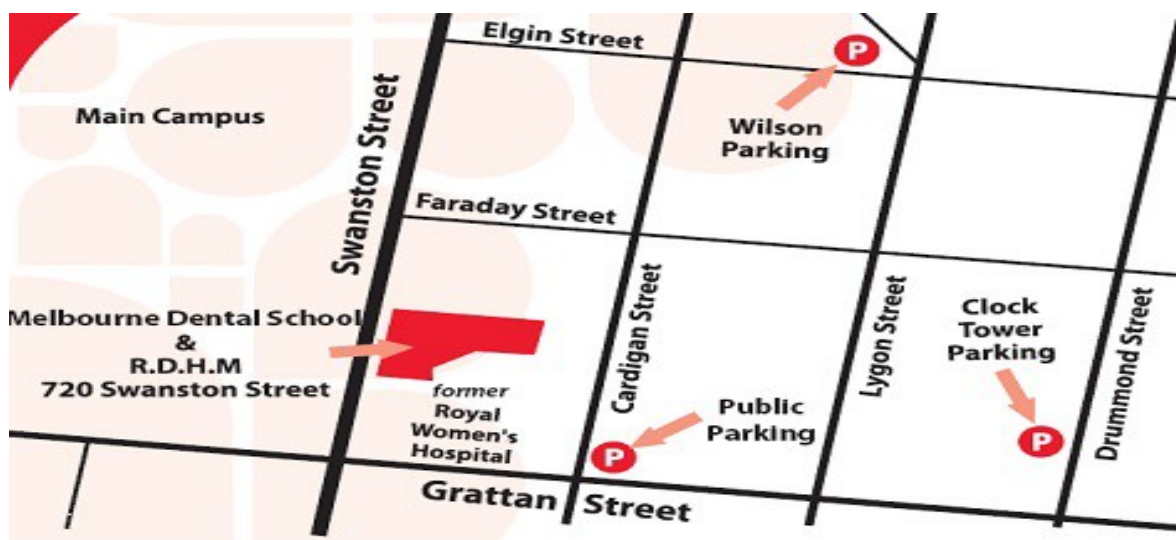 Elgin Street
P
Wilson
Parking
Main Campus
Swanston Street
Faraday Street
Melbourne Dental School
&
R.D.H.M
720 Swanston Street
former
Royal
Women's
Hospital
Cardigan Street
Lygon Street
Clock
Tower
Parking
Drummond Street
Public
Parking
P
P
Grattan Street